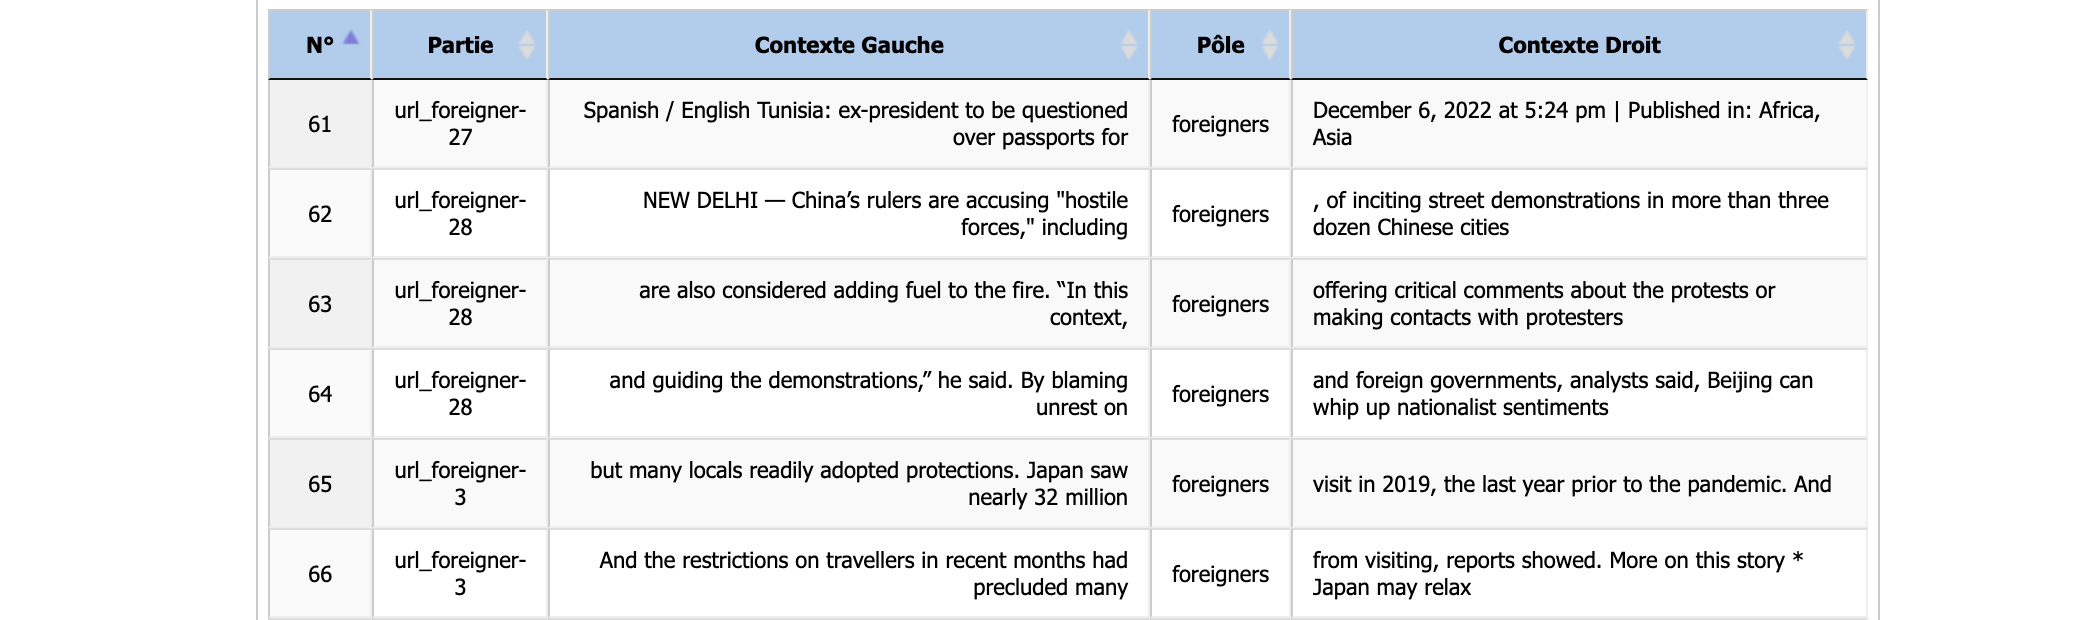 N° Partie Contexte Gauche Pôle Contexte Droit
61 url_foreigner-27 Spanish / English Tunisia: ex-president to be questioned over passports for foreigners December 6, 2022 at 5:24 pm | Published in: Africa, Asia
62 url_foreigner-28 NEW DELHI — China’s rulers are accusing "hostile forces," including foreigners , of inciting street demonstrations in more than three dozen Chinese cities
63 url_foreigner-28 are also considered adding fuel to the fire. “In this context, foreigners offering critical comments about the protests or making contacts with protesters
64 url_foreigner-28 and guiding the demonstrations,” he said. By blaming unrest on foreigners and foreign governments, analysts said, Beijing can whip up nationalist sentiments
65 url_foreigner-3 but many locals readily adopted protections. Japan saw nearly 32 million foreigners visit in 2019, the last year prior to the pandemic. And
66 url_foreigner-3 And the restrictions on travellers in recent months had precluded many foreigners from visiting, reports showed. More on this story * Japan may relax